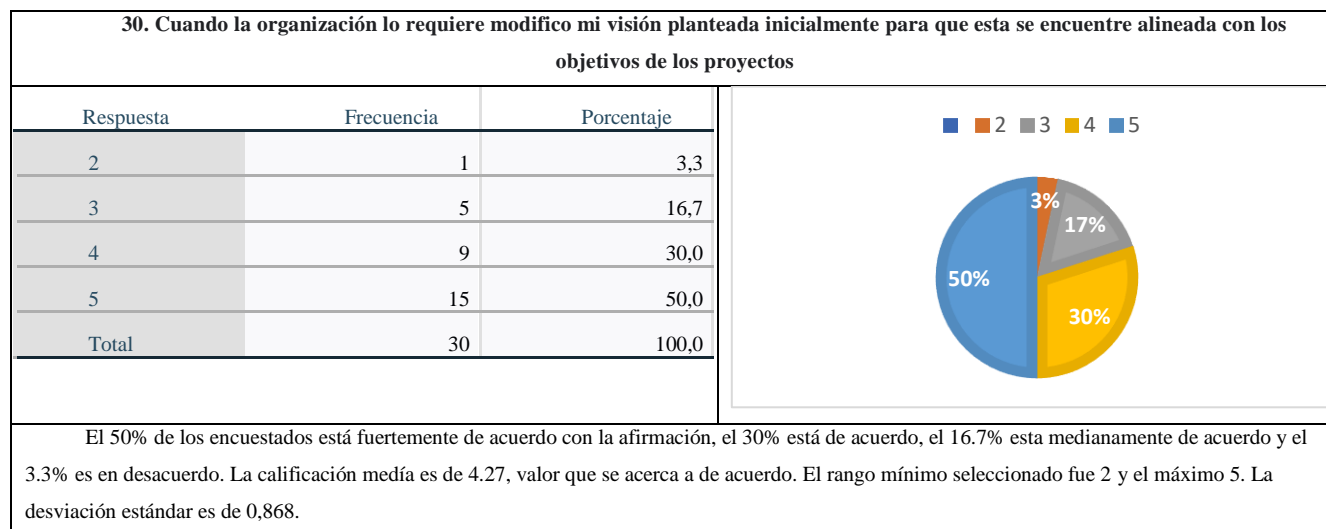 30. Cuando la organización lo requiere modifico mi visión planteada inicialmente para que esta se encuentre alineada con los
objetivos de los proyectos
Respuesta Frecuencia Porcentaje
2 1 3,3
3 5 16,7
4 9 30,0
5 15 50,0
Total 30 100,0
2 3 4 5
3%
17%
50%
30%
El 50% de los encuestados está fuertemente de acuerdo con la afirmación, el 30% está de acuerdo, el 16.7% esta medianamente de acuerdo y el
3.3% es en desacuerdo. La calificación medía es de 4.27, valor que se acerca a de acuerdo. El rango mínimo seleccionado fue 2 y el máximo 5. La
desviación estándar es de 0,868.